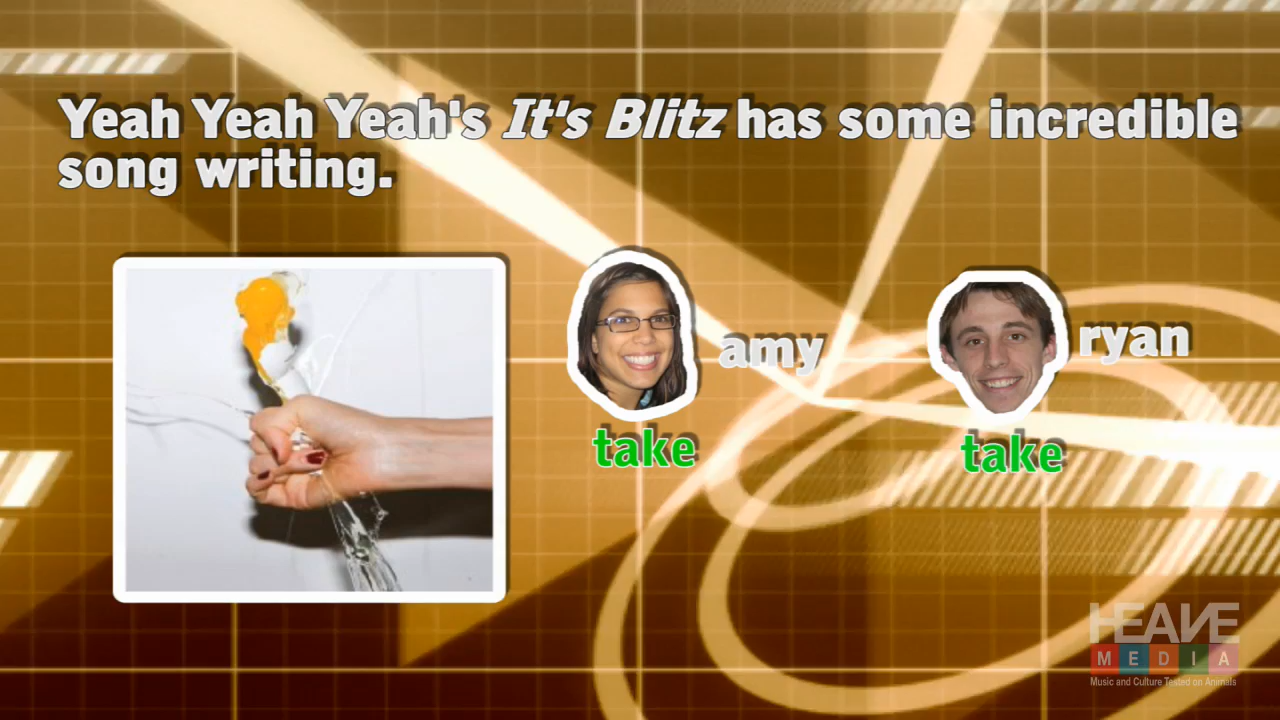 Yeah Yeah Yeah's It's Blitz has some incredible
song writing.
amy
ryan
take
take
HEAVE
MEDIA
Music and Culture Tested on Animals